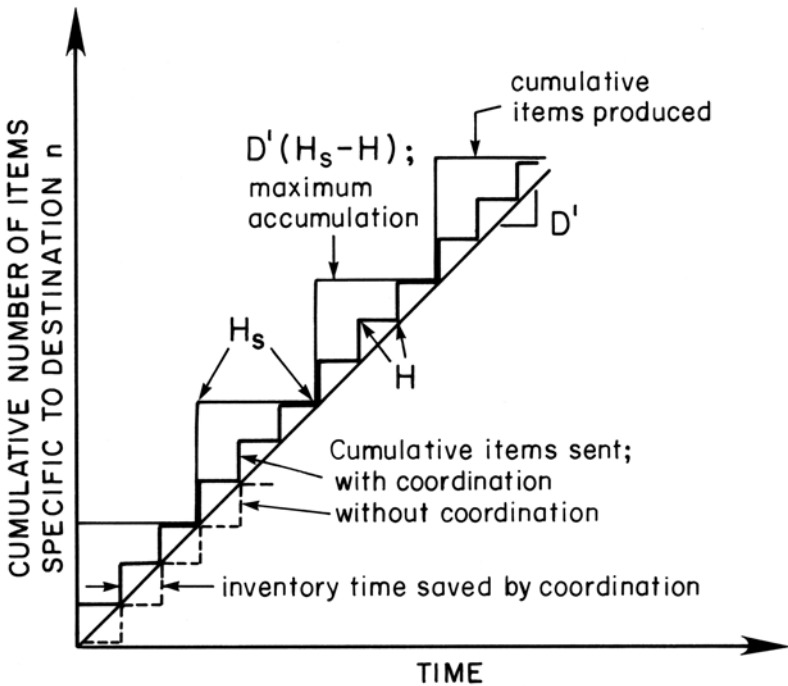 cumulative
items produced
D'(Hs-H);
maximum
accumulation
D'
Hs
H
Cumulative items sent;
with coordination
without coordination
inventory time saved by coordination
CUMULATIVE NUMBER OF ITEMS
SPECIFIC TO DESTINATION n
TIME